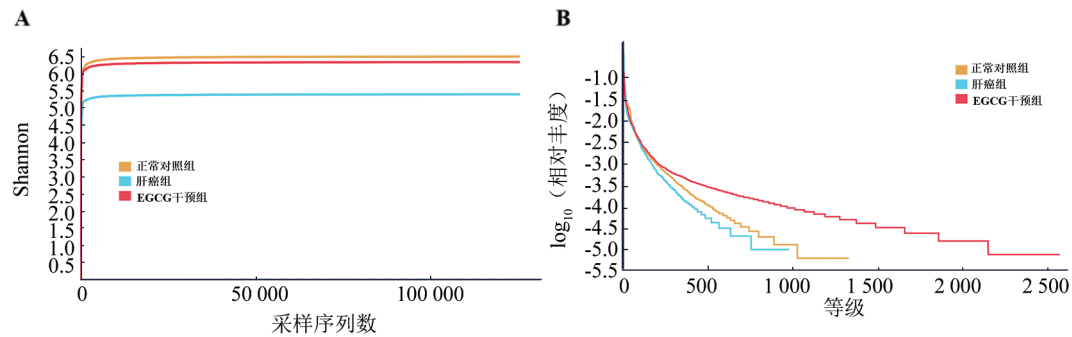 A
Shannon
6.5
6.0
5.5
5.0
4.5
4.0
3.5
3.0
2.5
2.0
1.5
1.0
0.5
正常对照组
肝癌组
EGCG干预组
0
50 000
100 000
采样序列数
B
log10（相对丰度）
-1.0
-1.5
-2.0
-2.5
-3.0
-3.5
-4.0
-4.5
-5.0
-5.5
正常对照组
肝癌组
EGCG干预组
0
500
1 000
1 500
2 000
2 500
等级